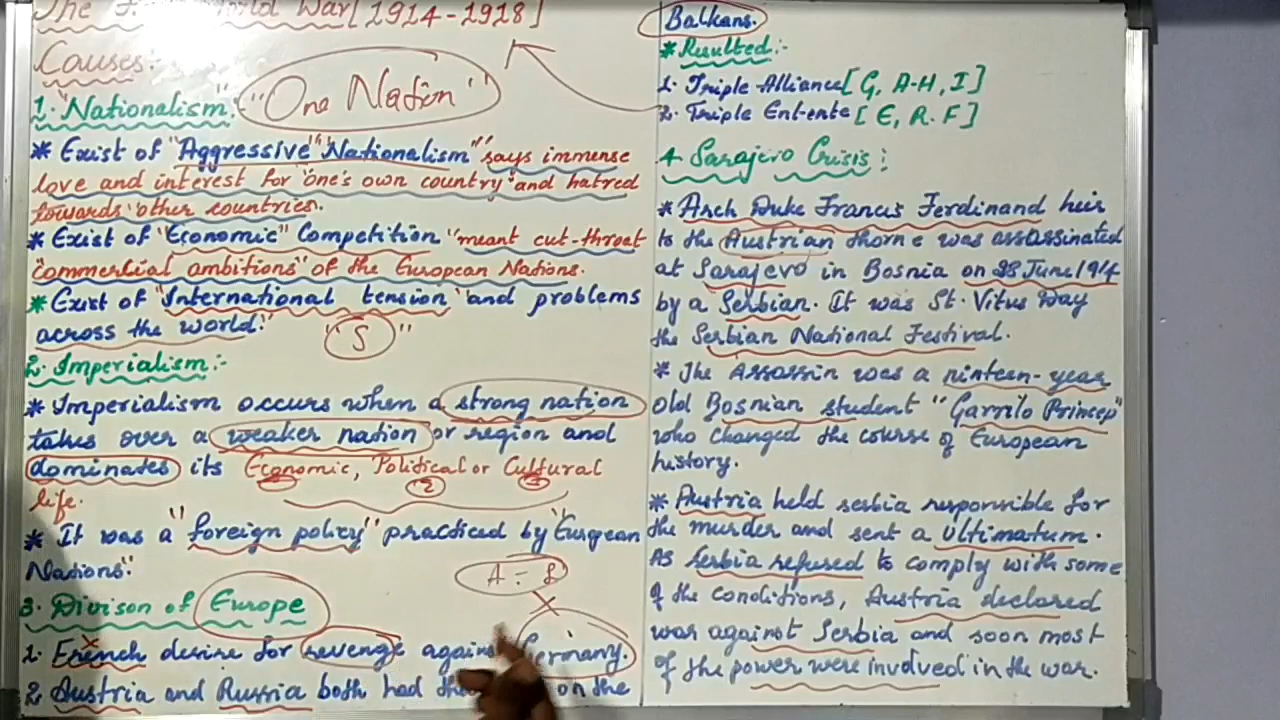 The World War[1914-1918]
Causes:
1. "Nationalism": "One Nation"
* Exist of "Aggressive" "Nationalism" "says immense
love and interest for "one's own country" and hatred
towards other countries.
* Exist of "Economic" Competition "meant cut-throat
commercial ambitions" of the European Nations.
* Exist of "International tension" and problems
across the world."
"S"
2. Imperialism:-
* Imperialism occurs when a strong nation
takes over a weaker nation or region and
dominates its Economic, Political or Cultural
2 3
life.
* It was a "foreign policy" practiced by "Eurgean
Nations".
A =
3. Divison of Europe
1. French desire for revenge against Germany.
2. Austria and Russia both had on the
Balkans.
* Resulted:-
1. Triple Alliance[G, A-H, I]
2. Triple Entente [E, R. F]
4. Sarajevo Crisis:
* Arch Duke Francis Ferdinand heir
to the Austrian thorne was assassinated
at Sarajevo in Bosnia on 28 June 1914
by a Serbian. It was St. Vitus Day
the Serbian National Festival.
* The Assassin was a ninteen-year
old Bosnian student "Gavrilo Princep"
who changed the course of European
history.
* Austria held serbia responsible for
the murder and sent a Ultimatum.
As Serbia refused to comply with some
of the conditions, Austria declared
war against Serbia and soon most
of the power were involved in the war.